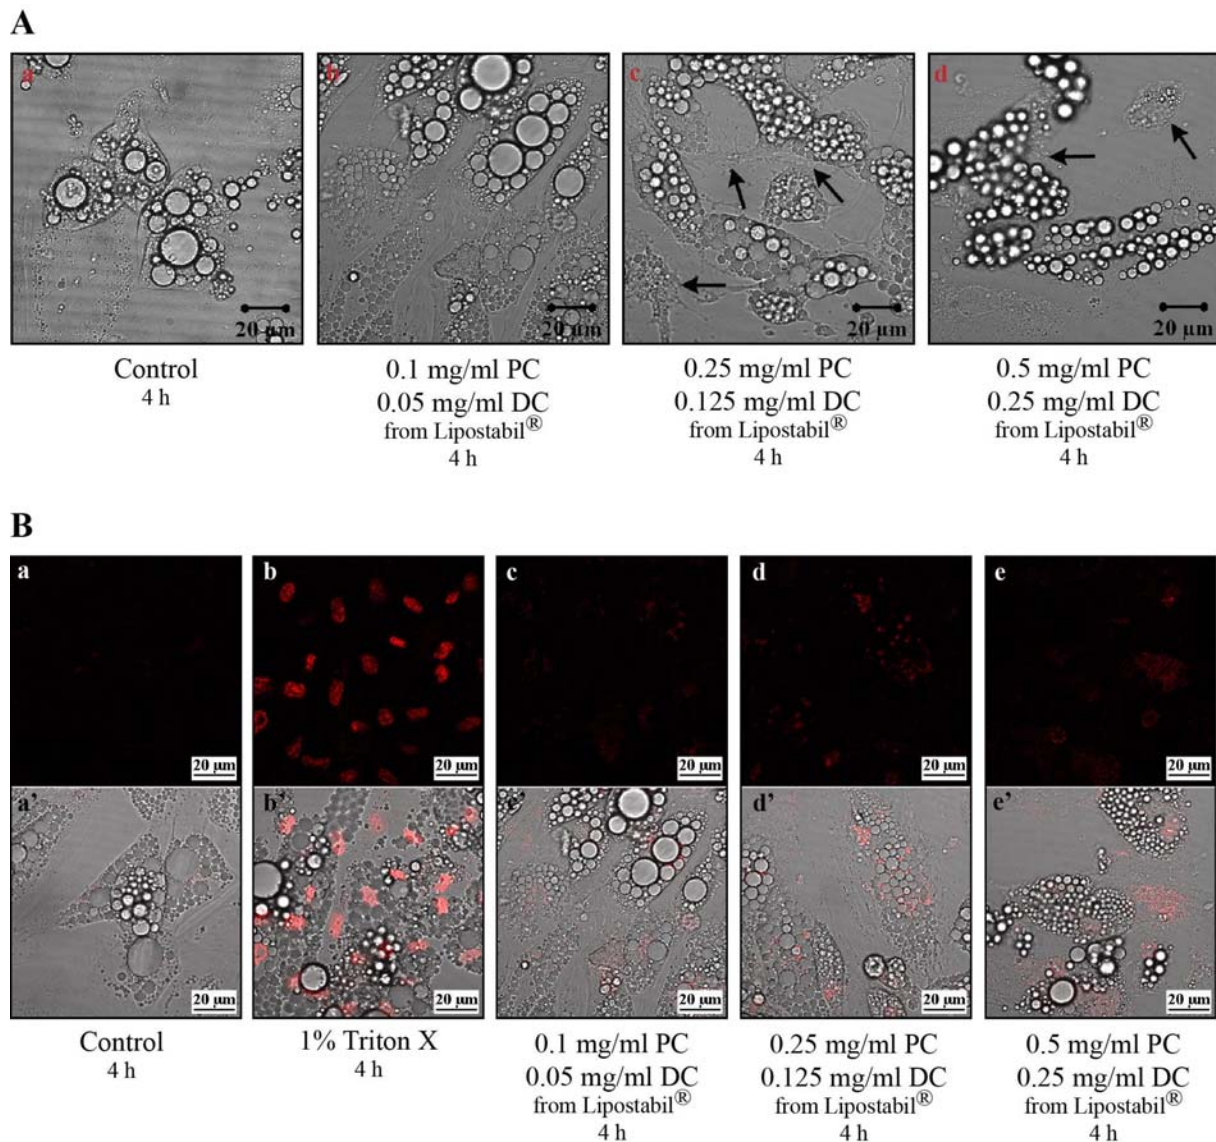 A
a
b
c
d
20 µm
20 µm
20 µm
20 µm
Control
4 h
0.1 mg/ml PC
0.05 mg/ml DC
from Lipostabil®
4 h
0.25 mg/ml PC
0.125 mg/ml DC
from Lipostabil®
4 h
0.5 mg/ml PC
0.25 mg/ml DC
from Lipostabil®
4 h
B
a
b
c
d
e
20 µm
20 µm
20 µm
20 µm
20 µm
a’
b’
c’
d’
e’
20 µm
20 µm
20 µm
20 µm
20 µm
Control
4 h
1% Triton X
4 h
0.1 mg/ml PC
0.05 mg/ml DC
from Lipostabil®
4 h
0.25 mg/ml PC
0.125 mg/ml DC
from Lipostabil®
4 h
0.5 mg/ml PC
0.25 mg/ml DC
from Lipostabil®
4 h